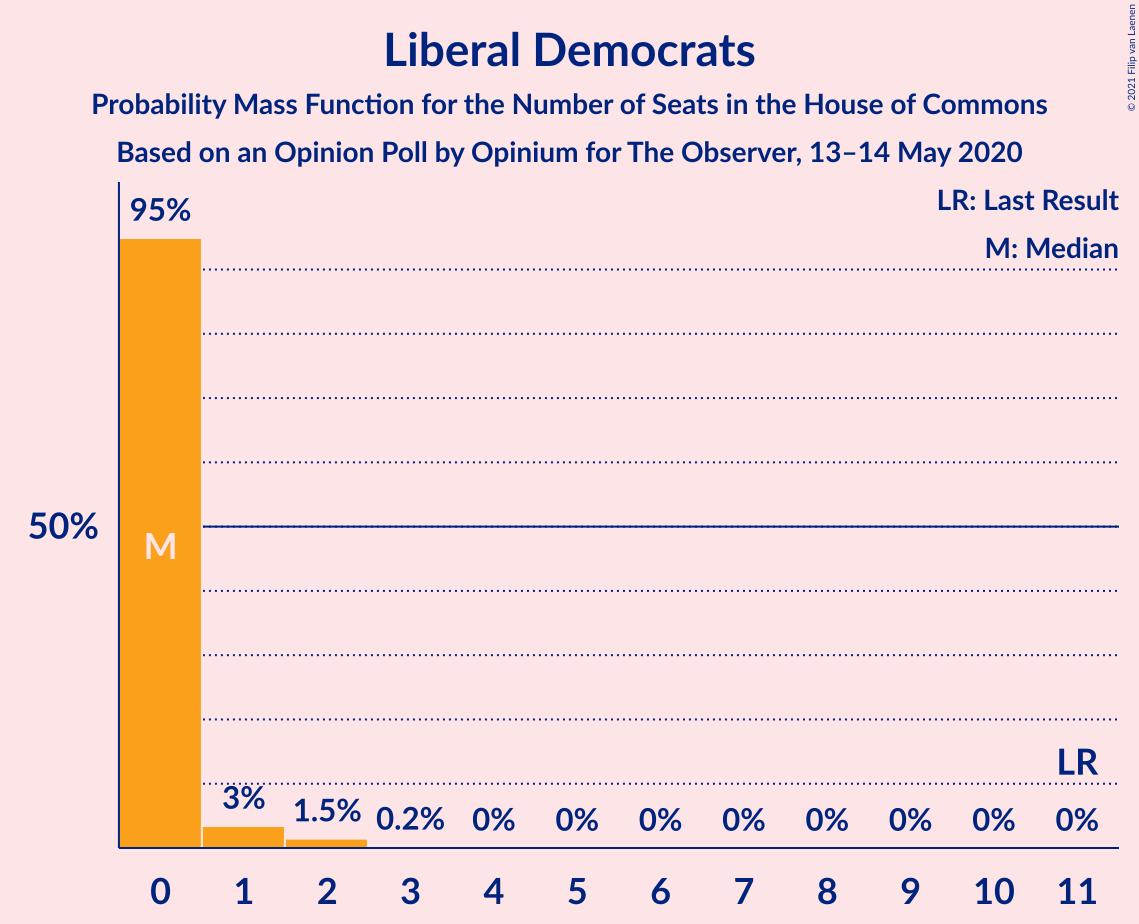 Liberal Democrats
Probability Mass Function for the Number of Seats in the House of Commons
Based on an Opinion Poll by Opinium for The Observer, 13–14 May 2020
© 2021 Filip van Laenen
LR: Last Result
M: Median
95%
50%
M
LR
3% 1.5% 0.2% 0% 0% 0% 0% 0% 0% 0% 0%
0 1 2 3 4 5 6 7 8 9 10 11